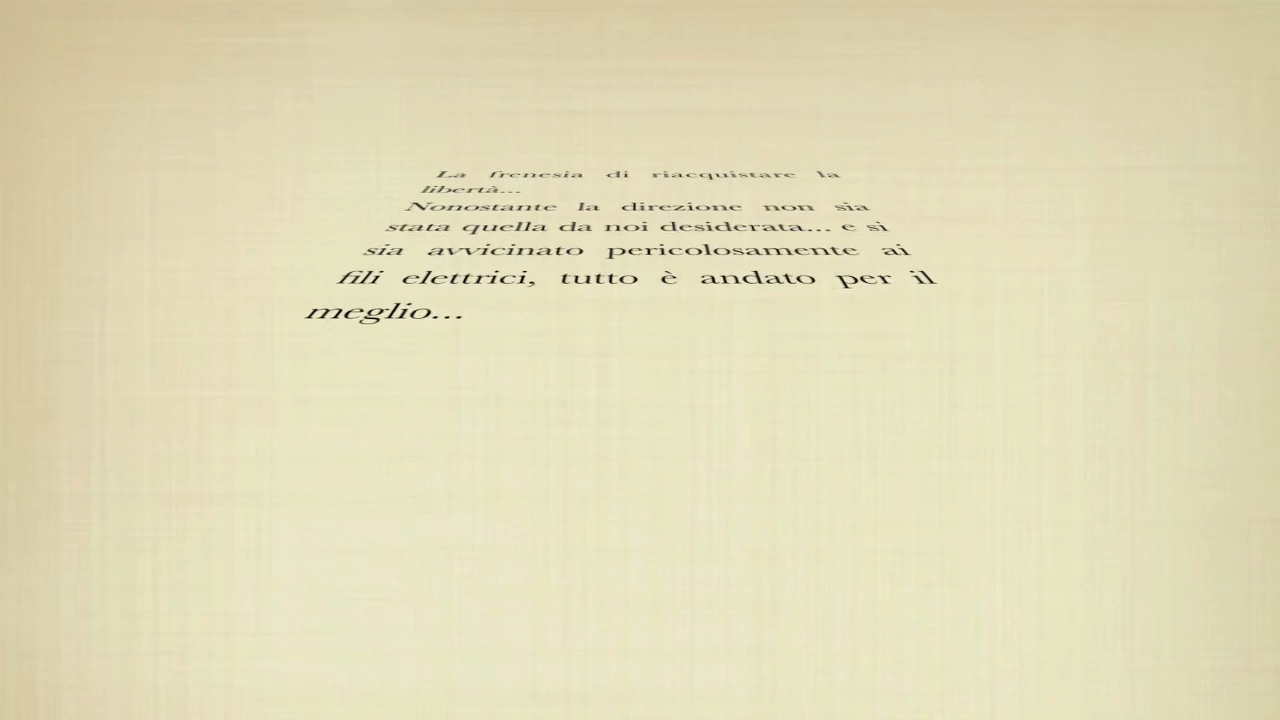 La frenesia di riacquistare la
libertà...
Nonostante la direzione non sia
stata quella da noi desiderata... e si
sia avvicinato pericolosamente ai
fili elettrici, tutto è andato per il
meglio...